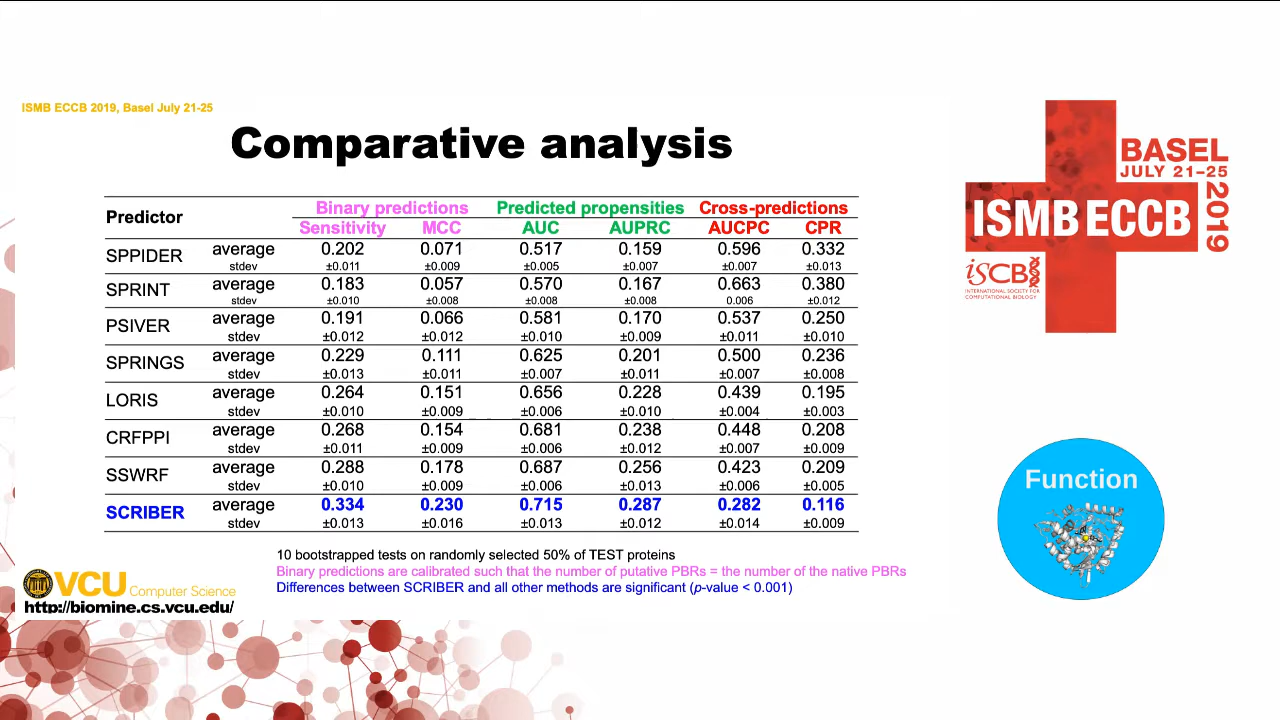 ISMB ECCB 2019, Basel July 21-25
Comparative analysis
Predictor Binary predictions Predicted propensities Cross-predictions
Sensitivity MCC AUC AUPRC AUCPC CPR
SPPIDER average 0.202 0.071 0.517 0.159 0.596 0.332
stdev ±0.011 ±0.009 ±0.005 ±0.007 ±0.007 ±0.013
SPRINT average 0.183 0.057 0.570 0.167 0.663 0.380
stdev ±0.010 ±0.008 ±0.008 ±0.008 0.006 ±0.012
PSIVER average 0.191 0.066 0.581 0.170 0.537 0.250
stdev ±0.012 ±0.012 ±0.010 ±0.009 ±0.011 ±0.010
SPRINGS average 0.229 0.111 0.625 0.201 0.500 0.236
stdev ±0.013 ±0.011 ±0.007 ±0.011 ±0.007 ±0.008
LORIS average 0.264 0.151 0.656 0.228 0.439 0.195
stdev ±0.010 ±0.009 ±0.006 ±0.010 ±0.004 ±0.003
CRFPPI average 0.268 0.154 0.681 0.238 0.448 0.208
stdev ±0.011 ±0.009 ±0.006 ±0.012 ±0.007 ±0.009
SSWRF average 0.288 0.178 0.687 0.256 0.423 0.209
stdev ±0.010 ±0.009 ±0.006 ±0.013 ±0.006 ±0.005
SCRIBER average 0.334 0.230 0.715 0.287 0.282 0.116
stdev ±0.013 ±0.016 ±0.013 ±0.012 ±0.014 ±0.009
10 bootstrapped tests on randomly selected 50% of TEST proteins
Binary predictions are calibrated such that the number of putative PBRs = the number of the native PBRs
Differences between SCRIBER and all other methods are significant (p-value < 0.001)
VCU Computer Science
http://biomine.cs.vcu.edu/
BASEL
JULY 21–25
2019
ISMB ECCB
iSCB
INTERNATIONAL SOCIETY FOR
COMPUTATIONAL BIOLOGY
Function